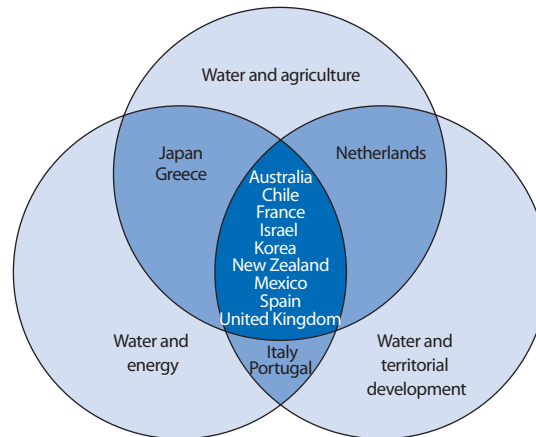 Water and agriculture
Japan
Greece
Netherlands
Australia
Chile
France
Israel
Korea
New Zealand
Mexico
Spain
United Kingdom
Water and
energy
Italy
Portugal
Water and
territorial
development